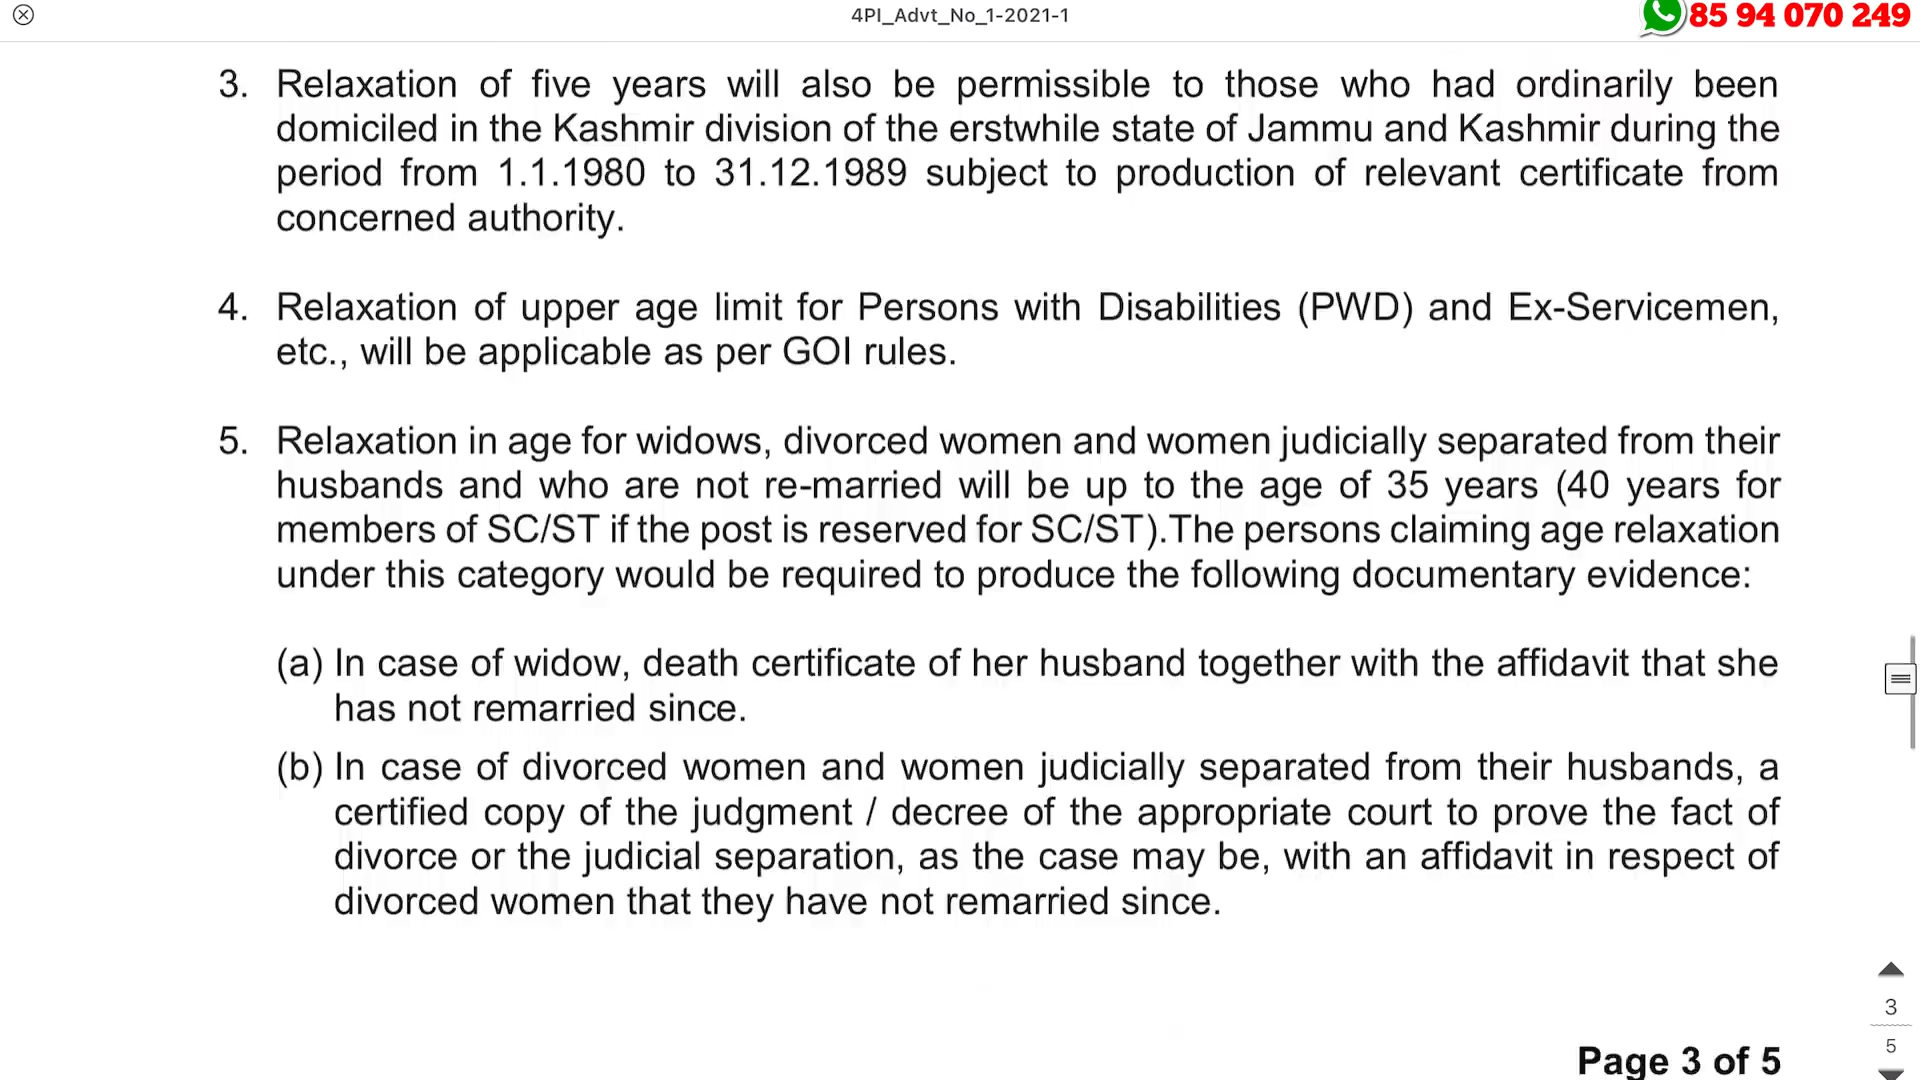 4PI_Advt_No_1-2021-1
85 94 070 249
3. Relaxation of five years will also be permissible to those who had ordinarily been
domiciled in the Kashmir division of the erstwhile state of Jammu and Kashmir during the
period from 1.1.1980 to 31.12.1989 subject to production of relevant certificate from
concerned authority.
4. Relaxation of upper age limit for Persons with Disabilities (PWD) and Ex-Servicemen,
etc., will be applicable as per GOI rules.
5. Relaxation in age for widows, divorced women and women judicially separated from their
husbands and who are not re-married will be up to the age of 35 years (40 years for
members of SC/ST if the post is reserved for SC/ST).The persons claiming age relaxation
under this category would be required to produce the following documentary evidence:
(a) In case of widow, death certificate of her husband together with the affidavit that she
has not remarried since.
(b) In case of divorced women and women judicially separated from their husbands, a
certified copy of the judgment / decree of the appropriate court to prove the fact of
divorce or the judicial separation, as the case may be, with an affidavit in respect of
divorced women that they have not remarried since.
3
5
Page 3 of 5